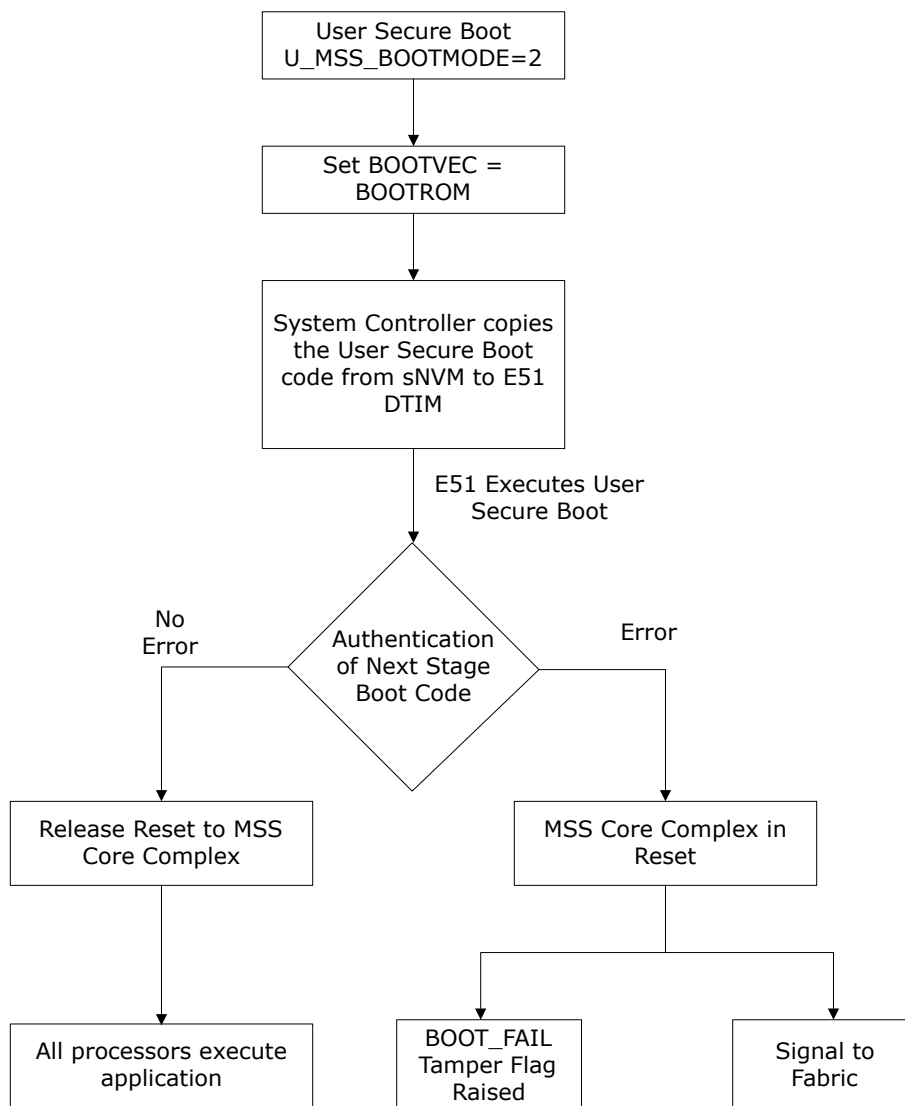 User Secure Boot
U_MSS_BOOTMODE=2
Set BOOTVEC =
BOOTROM
System Controller copies
the User Secure Boot
code from sNVM to E51
DTIM
E51 Executes User
Secure Boot
No
Error
Error
Authentication
of Next Stage
Boot Code
Release Reset to MSS
Core Complex
MSS Core Complex in
Reset
All processors execute
application
BOOT_FAIL
Tamper Flag
Raised
Signal to
Fabric